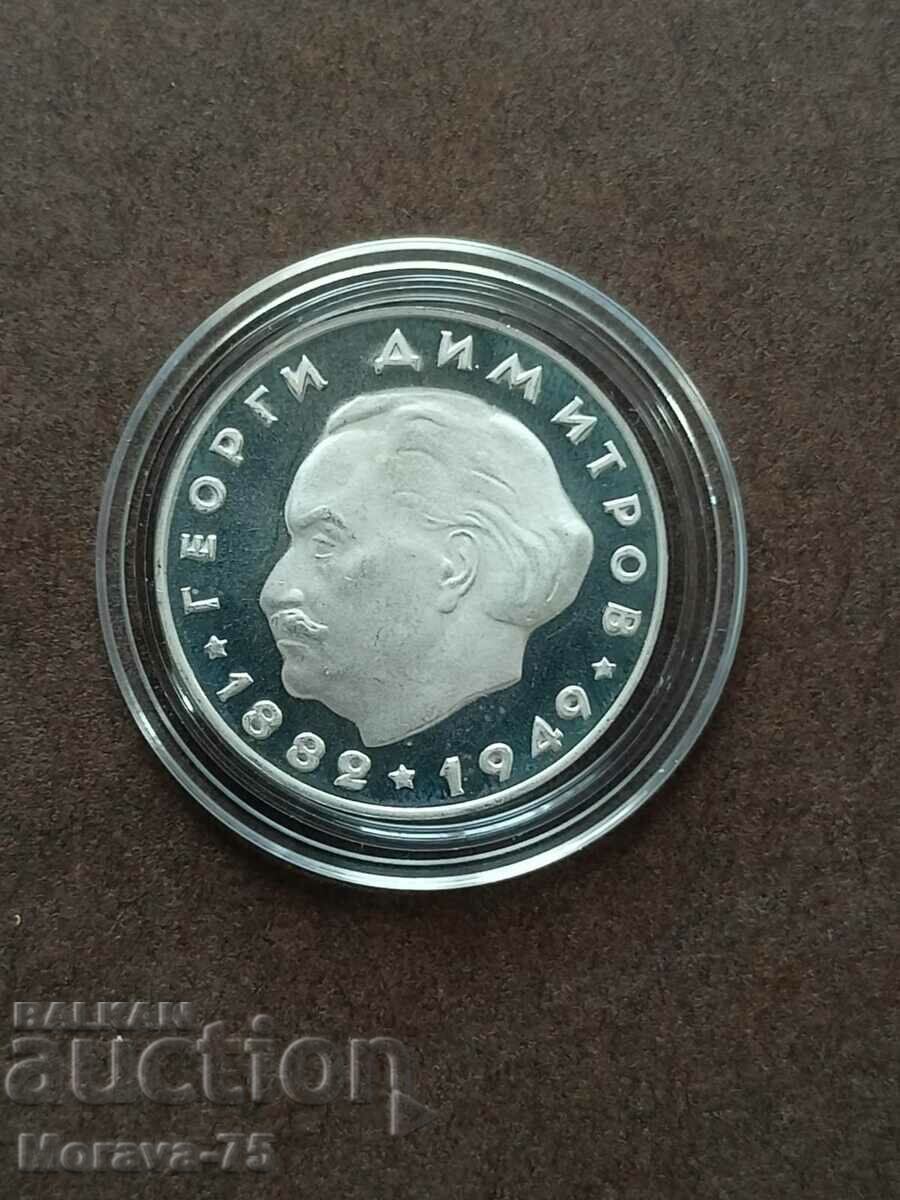 ГЕОРГИ ДИМИТРОВ
★ 1882 ★ 1949 ★
BALKAN
auction
Morava-75